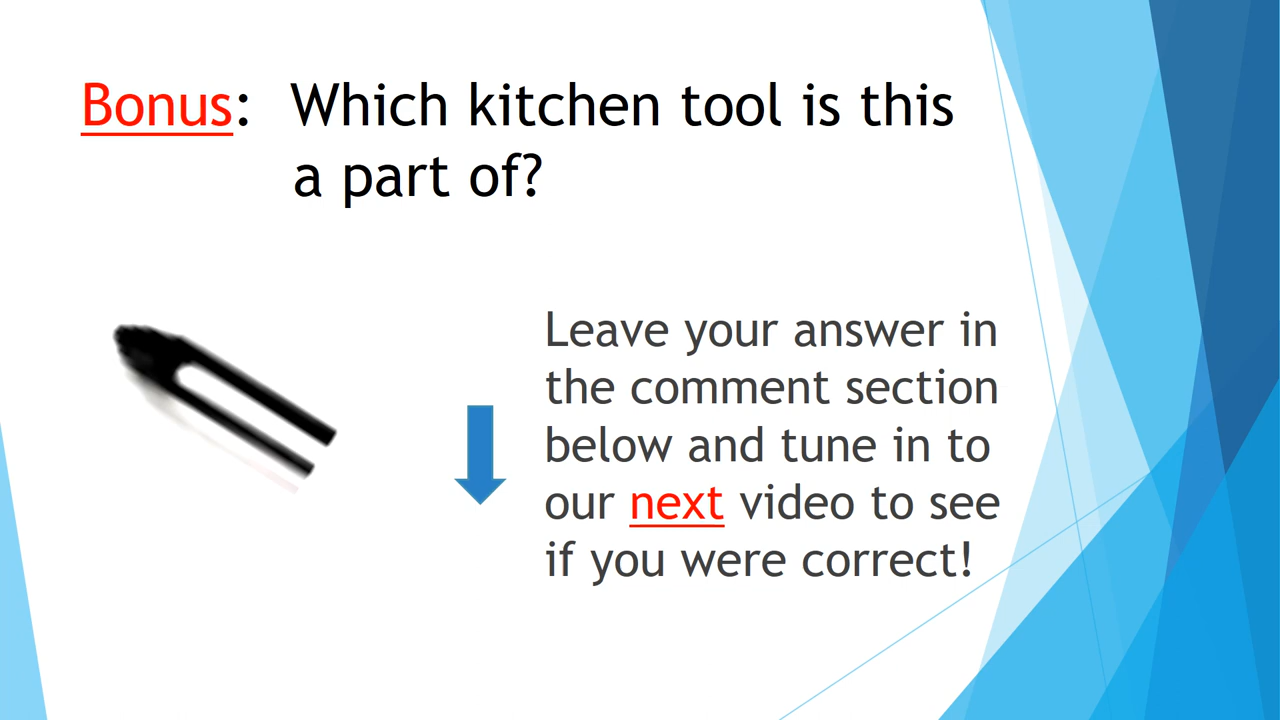 Bonus: Which kitchen tool is this
a part of?
Leave your answer in
the comment section
below and tune in to
our next video to see
if you were correct!